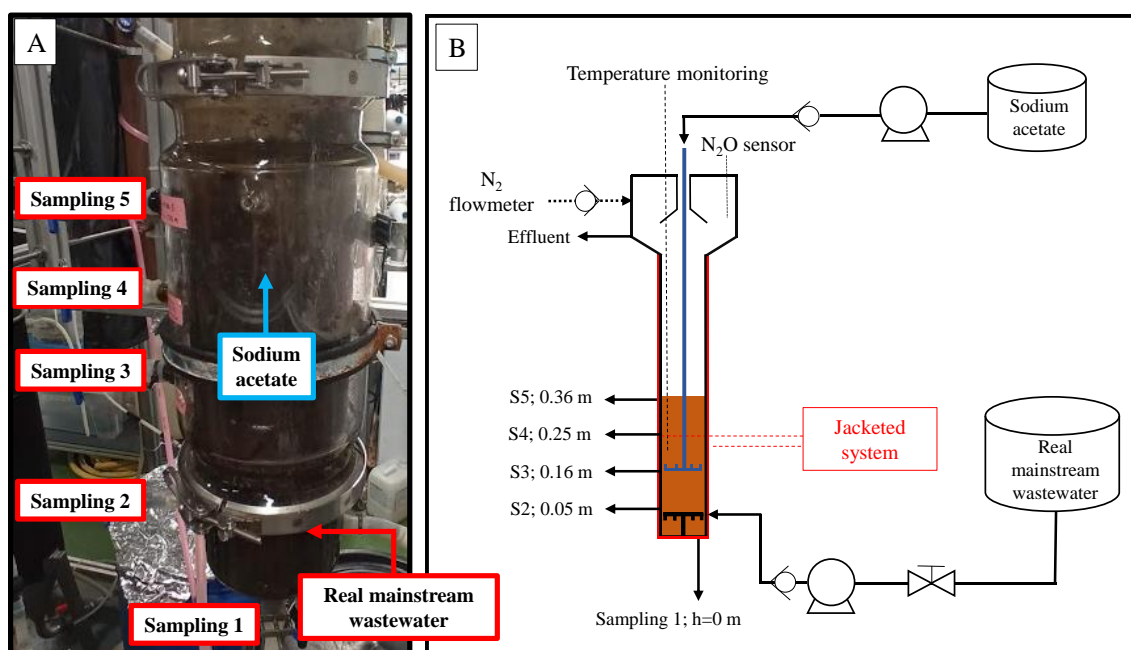 A
Sampling 5
Sampling 4
Sodium
acetate
Sampling 3
Sampling 2
Real mainstream
wastewater
Sampling 1
B
Temperature monitoring
Sodium
acetate
N₂O sensor
N₂
flowmeter
Effluent
S5; 0.36 m
S4; 0.25 m
Jacketed
system
S3; 0.16 m
Real
mainstream
wastewater
S2; 0.05 m
Sampling 1; h=0 m